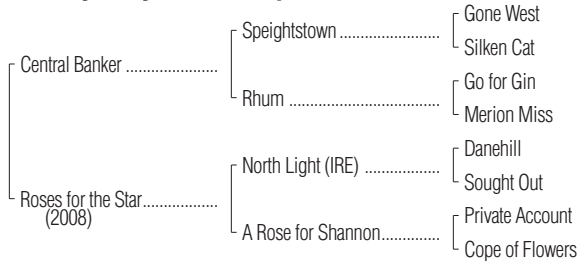 Gone West
Speightstown
Silken Cat
Central Banker
Go for Gin
Rhum
Merion Miss
Danehill
North Light (IRE)
Sought Out
Roses for the Star
(2008)
Private Account
A Rose for Shannon
Cope of Flowers